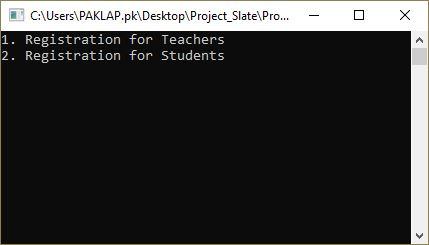 C:\Users\PAKLAP.pk\Desktop\Project_Slate\Pro...
1. Registration for Teachers
2. Registration for Students